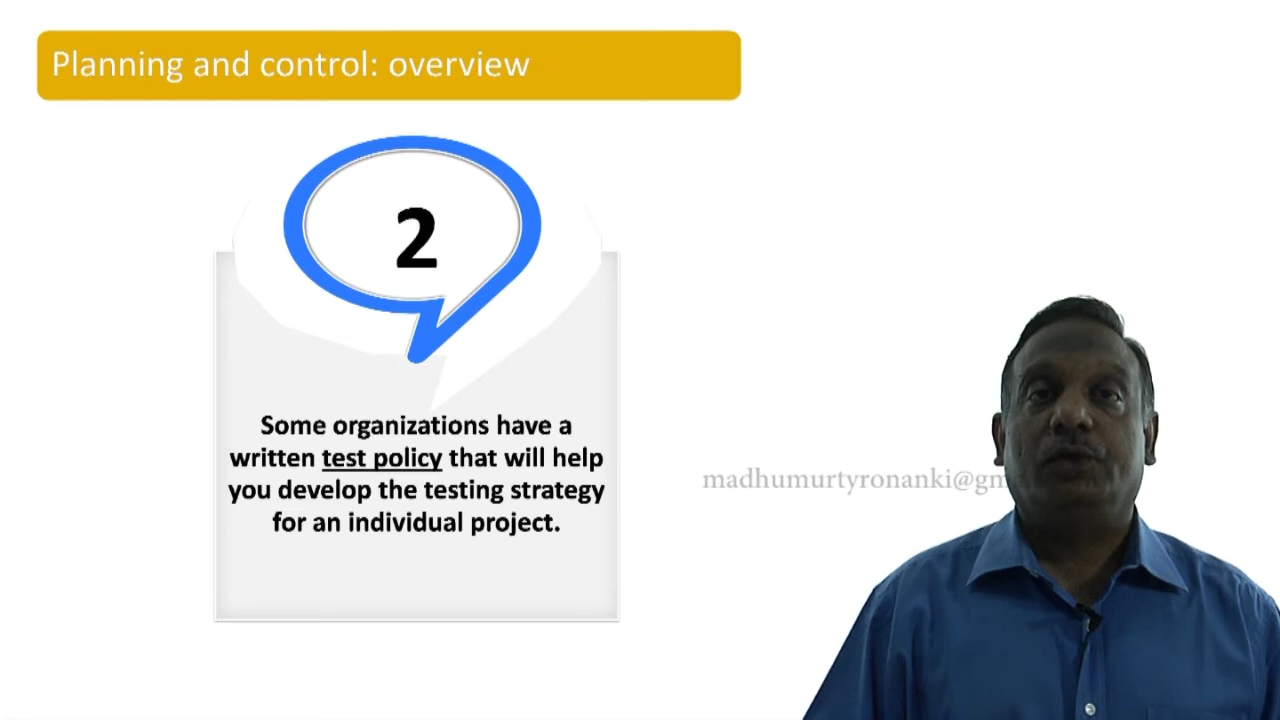 Planning and control: overview
2
Some organizations have a
written test policy that will help
you develop the testing strategy
for an individual project.
madhumurtyronanki@gm